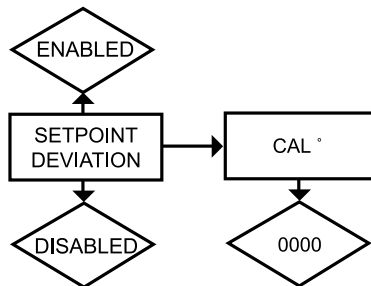 ENABLED
SETPOINT
DEVIATION
CAL °
DISABLED
0000